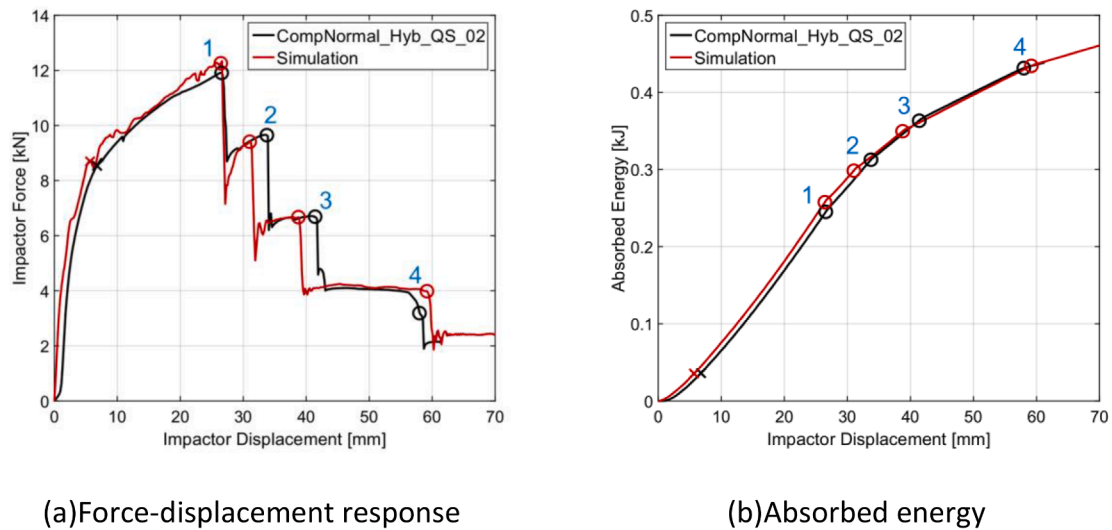 14
12
10
8
6
4
2
0
Impactor Force [kN]
CompNormal_Hyb_QS_02
Simulation
1
2
3
4
0 10 20 30 40 50 60 70
Impactor Displacement [mm]
(a)Force-displacement response
0.5
0.4
0.3
0.2
0.1
0
Absorbed Energy [kJ]
CompNormal_Hyb_QS_02
Simulation
4
3
2
1
0 10 20 30 40 50 60 70
Impactor Displacement [mm]
(b)Absorbed energy